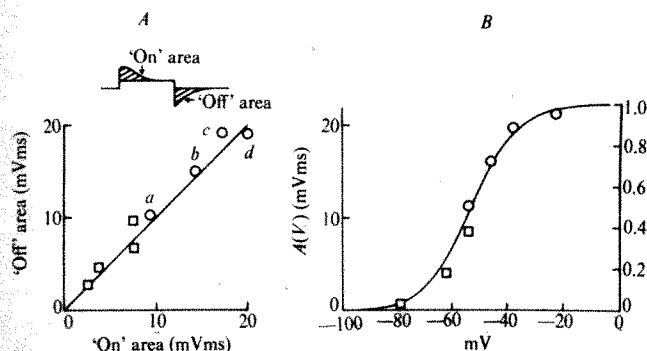 A
'On' area
'Off' area
20
10
0
c
b
d
a
0
10
20
'Off' area (mVms)
'On' area (mVms)
B
20
10
0
A(V) (mVms)
1.0
0.8
0.6
0.4
0.2
0
—100
—80
—60
—40
—20
0
mV